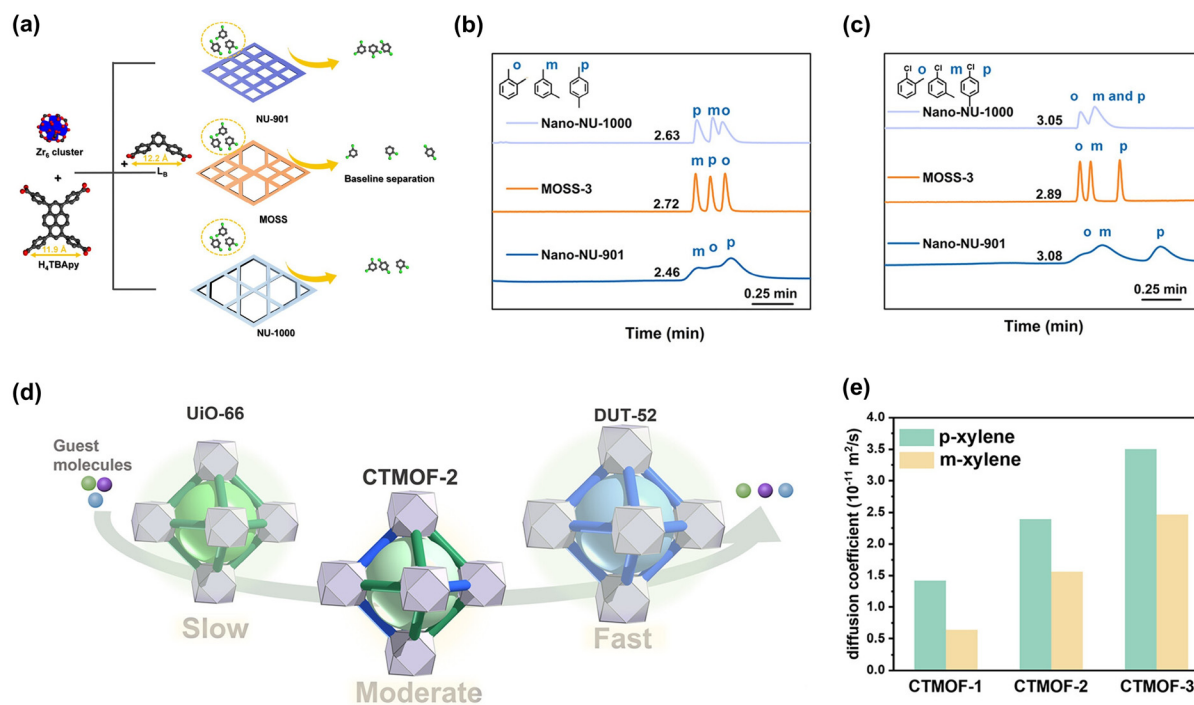 (a)
Zr6 cluster
+
H4TBApy
11.9 Å
+
12.2 Å
LB
NU-901
MOSS
Baseline separation
NU-1000
(b)
o
m
p
Nano-NU-1000
2.63
p m o
MOSS-3
2.72
m p o
Nano-NU-901
2.46
m o p
0.25 min
Time (min)
(c)
Cl
o
Cl
m
Cl
p
Nano-NU-1000
3.05
o m and p
MOSS-3
2.89
o m p
Nano-NU-901
3.08
o m p
0.25 min
Time (min)
(d)
UiO-66
DUT-52
Guest
molecules
CTMOF-2
Slow
Fast
Moderate
(e)
diffusion coefficient (10⁻¹¹ m²/s)
4.0
3.5
3.0
2.5
2.0
1.5
1.0
0.5
0.0
p-xylene
m-xylene
CTMOF-1 CTMOF-2 CTMOF-3